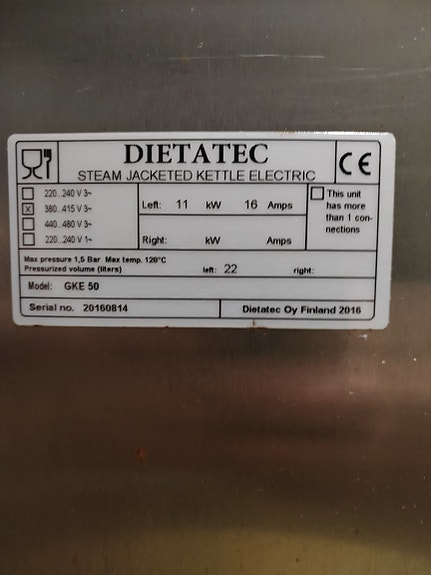 DIETATEC
STEAM JACKETED KETTLE ELECTRIC
CE
220..240 V 3~
x 380..415 V 3~
440..480 V 3~
220..240 V 1~
Left: 11 kW 16 Amps
Right: kW Amps
This unit
has more
than 1 con-
nections
Max pressure 1,5 Bar Max temp. 120°C
Pressurized volume (liters) left: 22 right:
Model: GKE 50
Serial no. 20160814
Dietatec Oy Finland 2016